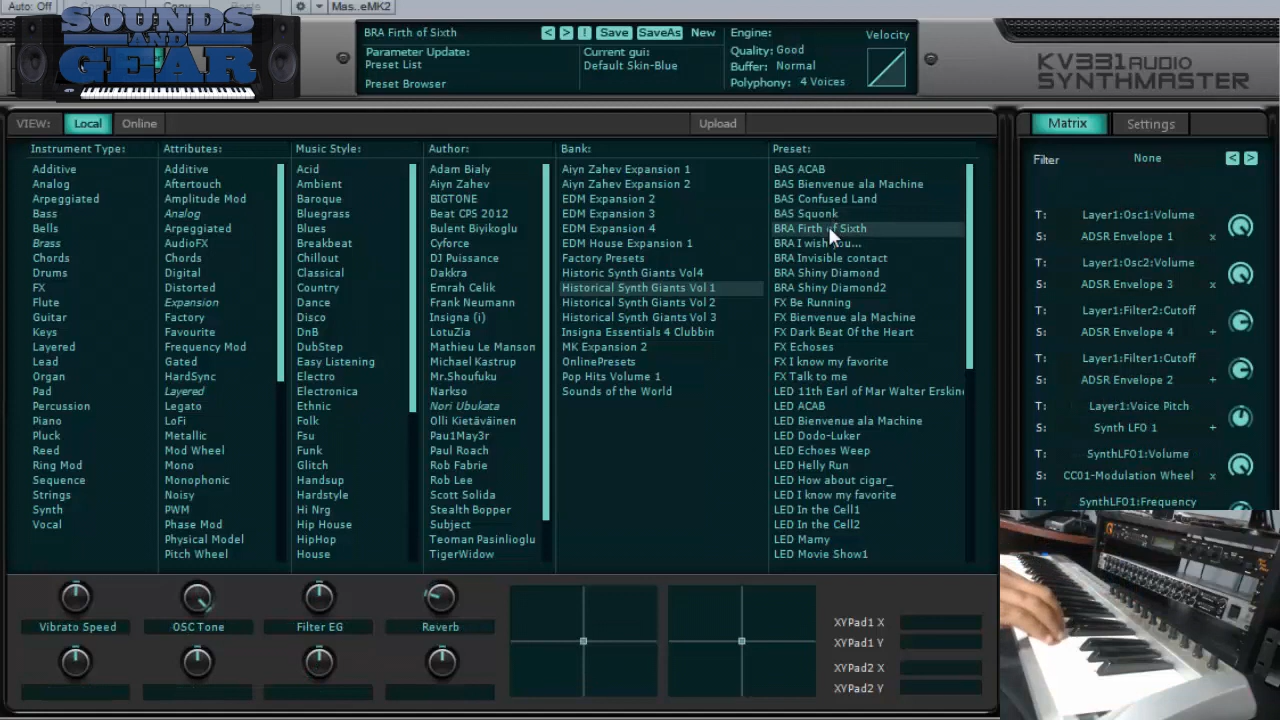 Auto: Off Compare Copy Paste Mas..eMK2
SOUNDS
AND
GEAR
BRA Firth of Sixth < > ! Save SaveAs New
Parameter Update:
Preset List
Preset Browser
Current gui:
Default Skin-Blue
Engine:
Quality: Good
Buffer: Normal
Polyphony: 4 Voices
Velocity
KV331AUDIO
SYNTHMASTER
VIEW: Local Online Upload
Instrument Type:
Additive
Analog
Arpeggiated
Bass
Bells
Brass
Chords
Drums
FX
Flute
Guitar
Keys
Layered
Lead
Organ
Pad
Percussion
Piano
Pluck
Reed
Ring Mod
Sequence
Strings
Synth
Vocal
Attributes:
Additive
Aftertouch
Amplitude Mod
Analog
Arpeggiated
AudioFX
Chords
Digital
Distorted
Expansion
Factory
Favourite
Frequency Mod
Gated
HardSync
Layered
Legato
LoFi
Metallic
Mod Wheel
Mono
Monophonic
Noisy
PWM
Phase Mod
Physical Model
Pitch Wheel
Music Style:
Acid
Ambient
Baroque
Bluegrass
Blues
Breakbeat
Chillout
Classical
Country
Dance
Disco
DnB
DubStep
Easy Listening
Electro
Electronica
Ethnic
Folk
Fsu
Funk
Glitch
Handsup
Hardstyle
Hi Nrg
Hip House
HipHop
House
Author:
Adam Bialy
Aiyn Zahev
BIGTONE
Beat CPS 2012
Bulent Biyikoglu
Cyforce
DJ Puissance
Dakkra
Emrah Celik
Frank Neumann
Insigna (i)
LotuZia
Mathieu Le Manson
Michael Kastrup
Mr.Shoufuku
Narkso
Nori Ubukata
Olli Kietäväinen
Pau1May3r
Paul Roach
Rob Fabrie
Rob Lee
Scott Solida
Stealth Bopper
Subject
Teoman Pasinlioglu
TigerWidow
Bank:
Aiyn Zahev Expansion 1
Aiyn Zahev Expansion 2
EDM Expansion 2
EDM Expansion 3
EDM Expansion 4
EDM House Expansion 1
Factory Presets
Historic Synth Giants Vol4
Historical Synth Giants Vol 1
Historical Synth Giants Vol 2
Historical Synth Giants Vol 3
Insigna Essentials 4 Clubbin
MK Expansion 2
OnlinePresets
Pop Hits Volume 1
Sounds of the World
Preset:
BAS ACAB
BAS Bienvenue ala Machine
BAS Confused Land
BAS Squonk
BRA Firth of Sixth
BRA I wish you...
BRA Invisible contact
BRA Shiny Diamond
BRA Shiny Diamond2
FX Be Running
FX Bienvenue ala Machine
FX Dark Beat Of the Heart
FX Echoses
FX I know my favorite
FX Talk to me
LED 11th Earl of Mar Walter Erskine
LED ACAB
LED Bienvenue ala Machine
LED Dodo-Luker
LED Echoes Weep
LED Helly Run
LED How about cigar_
LED I know my favorite
LED In the Cell1
LED In the Cell2
LED Mamy
LED Movie Show1
Matrix Settings
Filter None < >
T: Layer1:Osc1:Volume
S: ADSR Envelope 1 x
T: Layer1:Osc2:Volume
S: ADSR Envelope 3 x
T: Layer1:Filter2:Cutoff
S: ADSR Envelope 4 +
T: Layer1:Filter1:Cutoff
S: ADSR Envelope 2 +
T: Layer1:Voice Pitch
S: Synth LFO 1 +
T: SynthLFO1:Volume
S: CC01-Modulation Wheel x
T: SynthLFO1:Frequency
Vibrato Speed OSC Tone Filter EG Reverb
XYPad1 X
XYPad1 Y
XYPad2 X
XYPad2 Y